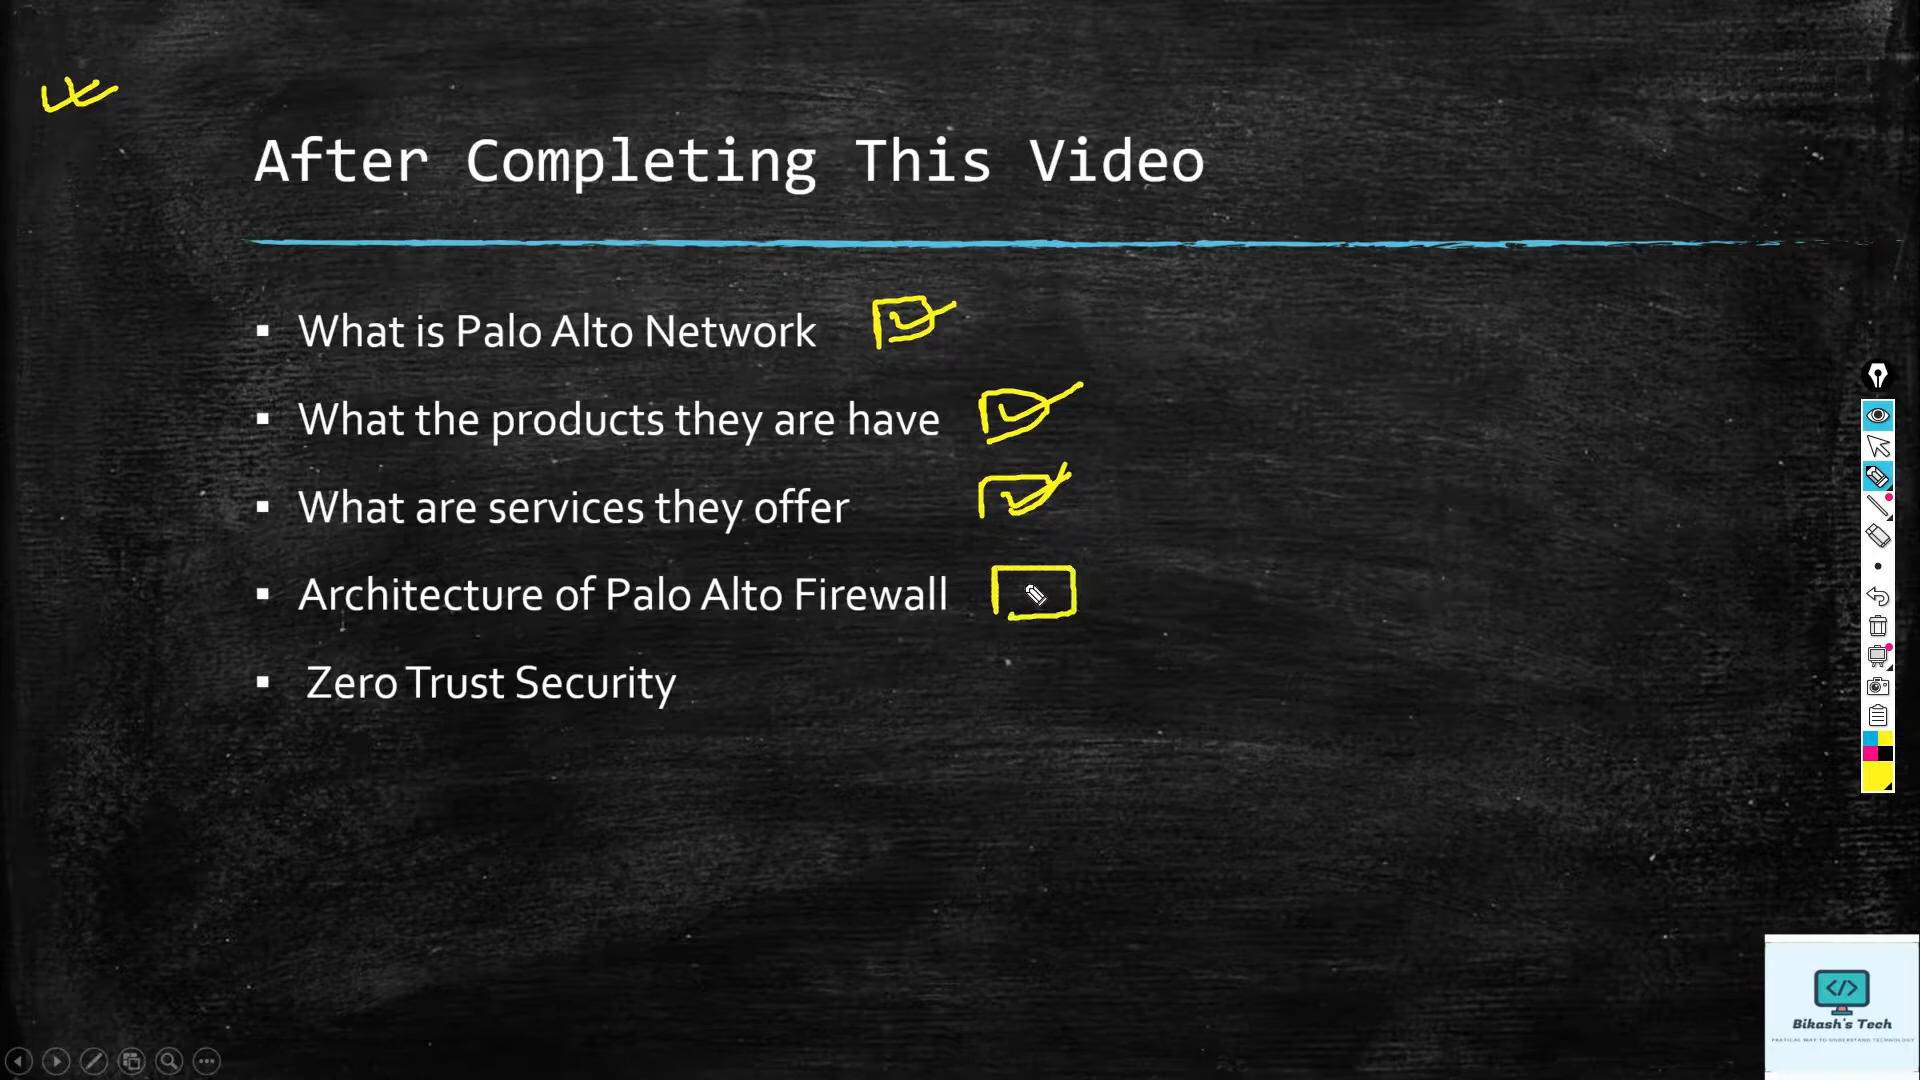 After Completing This Video
▪ What is Palo Alto Network
▪ What the products they are have
▪ What are services they offer
▪ Architecture of Palo Alto Firewall
▪ Zero Trust Security
</>
Bikash's Tech
PRATICAL WAY TO UNDERSTAND TECHNOLOGY